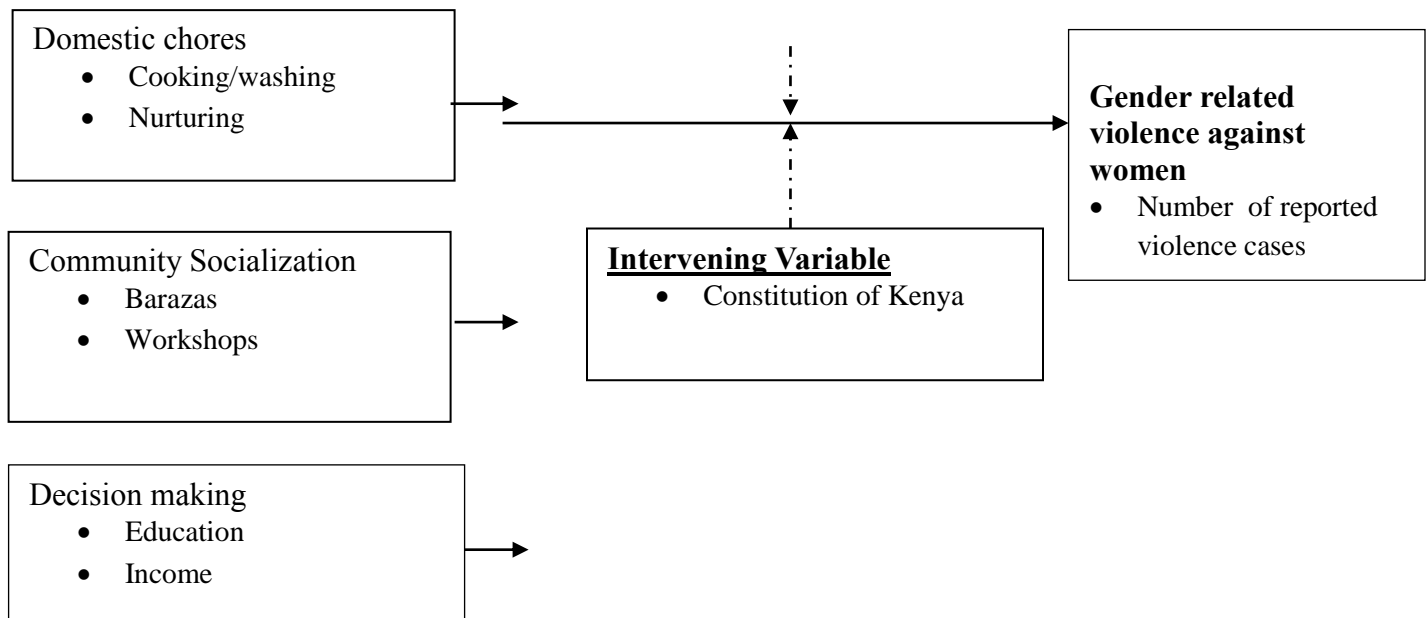 Domestic chores
• Cooking/washing
• Nurturing
Community Socialization
• Barazas
• Workshops
Decision making
• Education
• Income
Intervening Variable
• Constitution of Kenya
Gender related
violence against
women
• Number of reported
violence cases